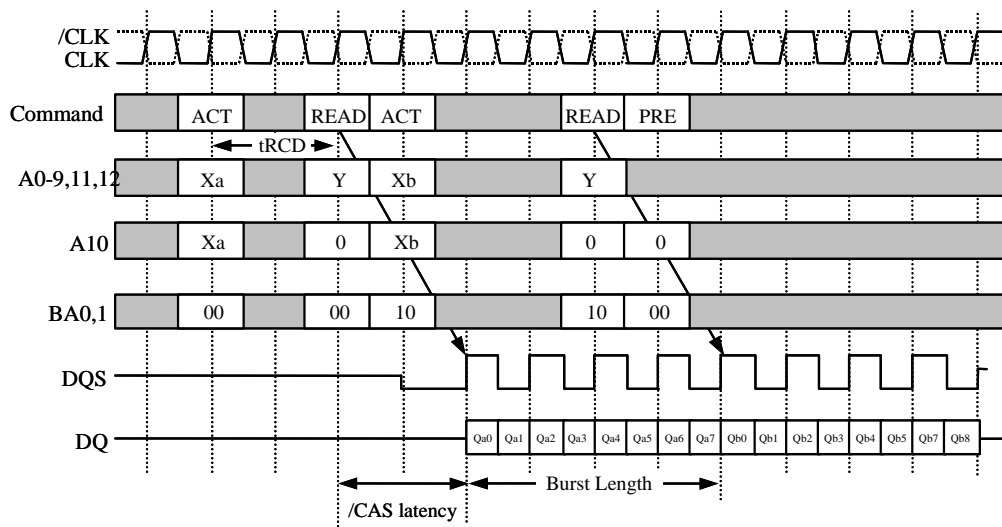 /CLK
CLK
Command ACT READ ACT READ PRE
tRCD
A0-9,11,12 Xa Y Xb Y
A10 Xa 0 Xb 0 0
BA0,1 00 00 10 10 00
DQS
DQ Qa0 Qa1 Qa2 Qa3 Qa4 Qa5 Qa6 Qa7 Qb0 Qb1 Qb2 Qb3 Qb4 Qb5 Qb7 Qb8
Burst Length
/CAS latency